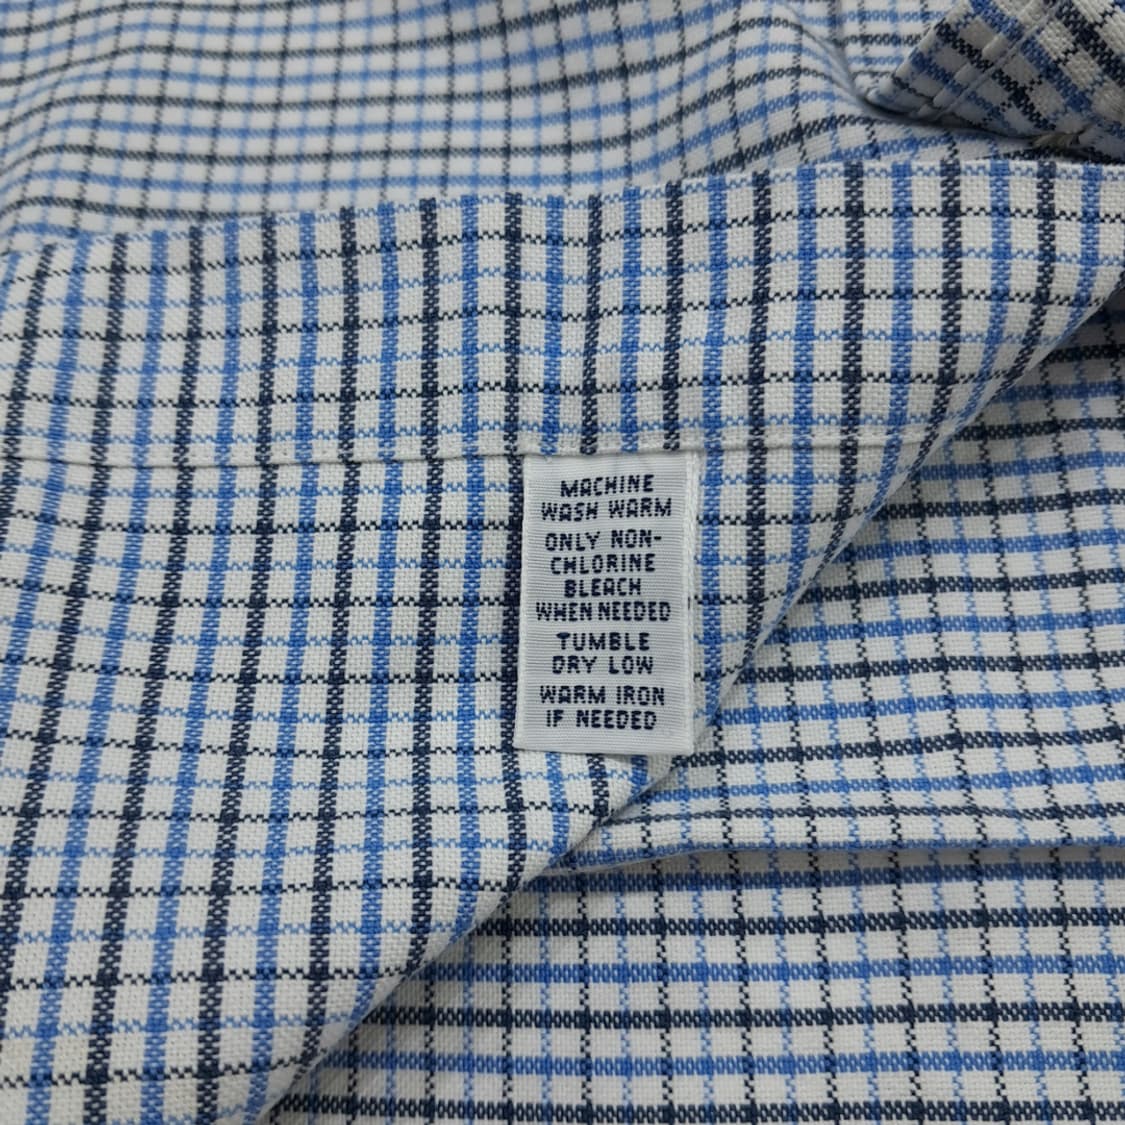 MACHINE
WASH WARM
ONLY NON-
CHLORINE
BLEACH
WHEN NEEDED
TUMBLE
DRY LOW
WARM IRON
IF NEEDED